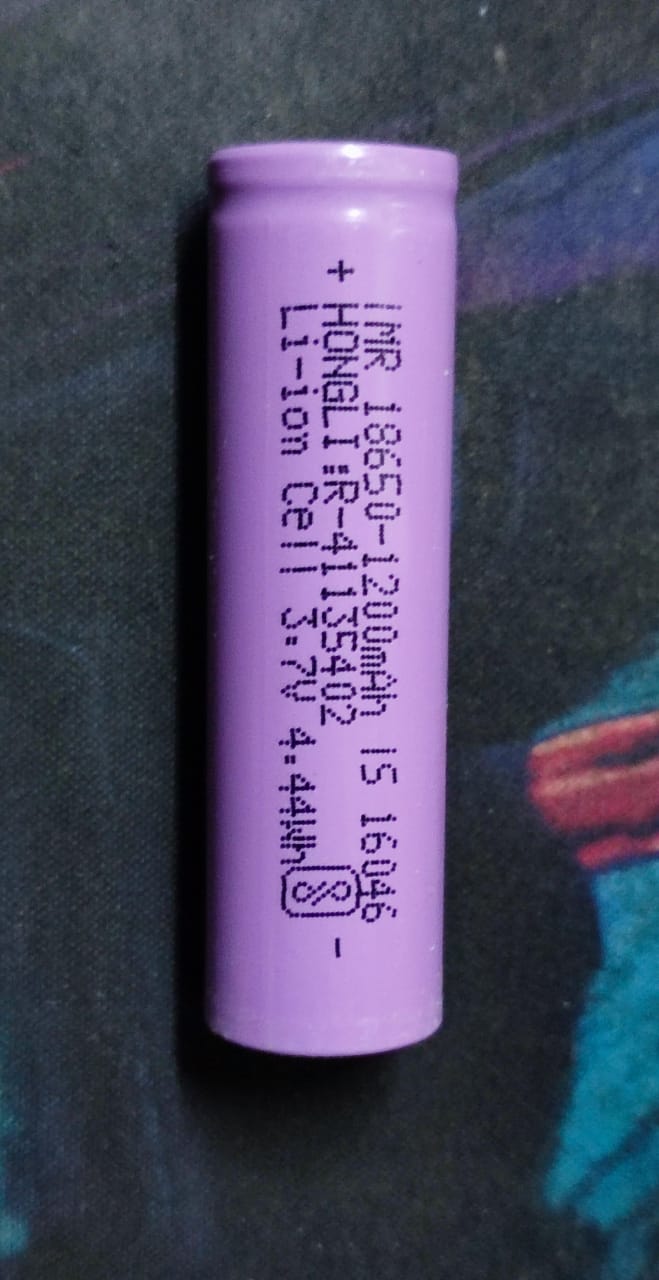 +
IMR 18650-1200mAh IS 16046
HONGLI:R-41135402
Li-ion Cell 3.7V 4.44Wh
-